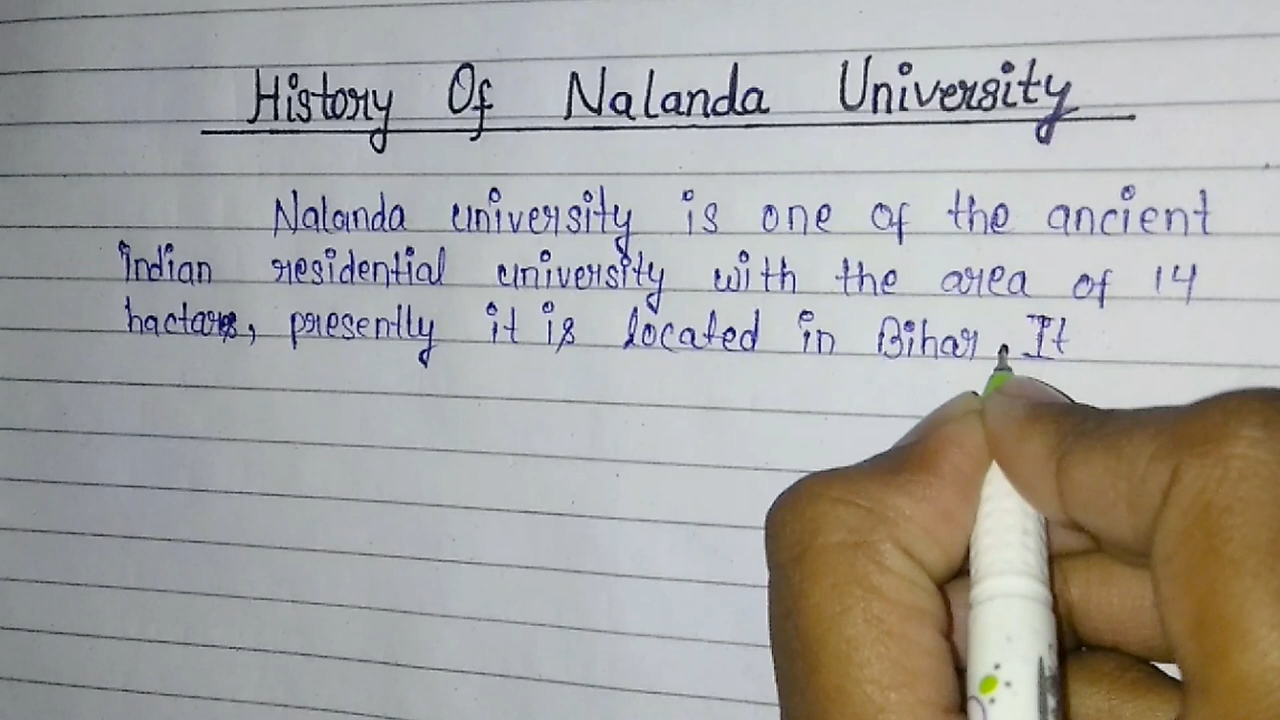 History Of Nalanda University
Nalanda university is one of the ancient
indian residential university with the area of 14
hactares, presently it is located in Bihar. It